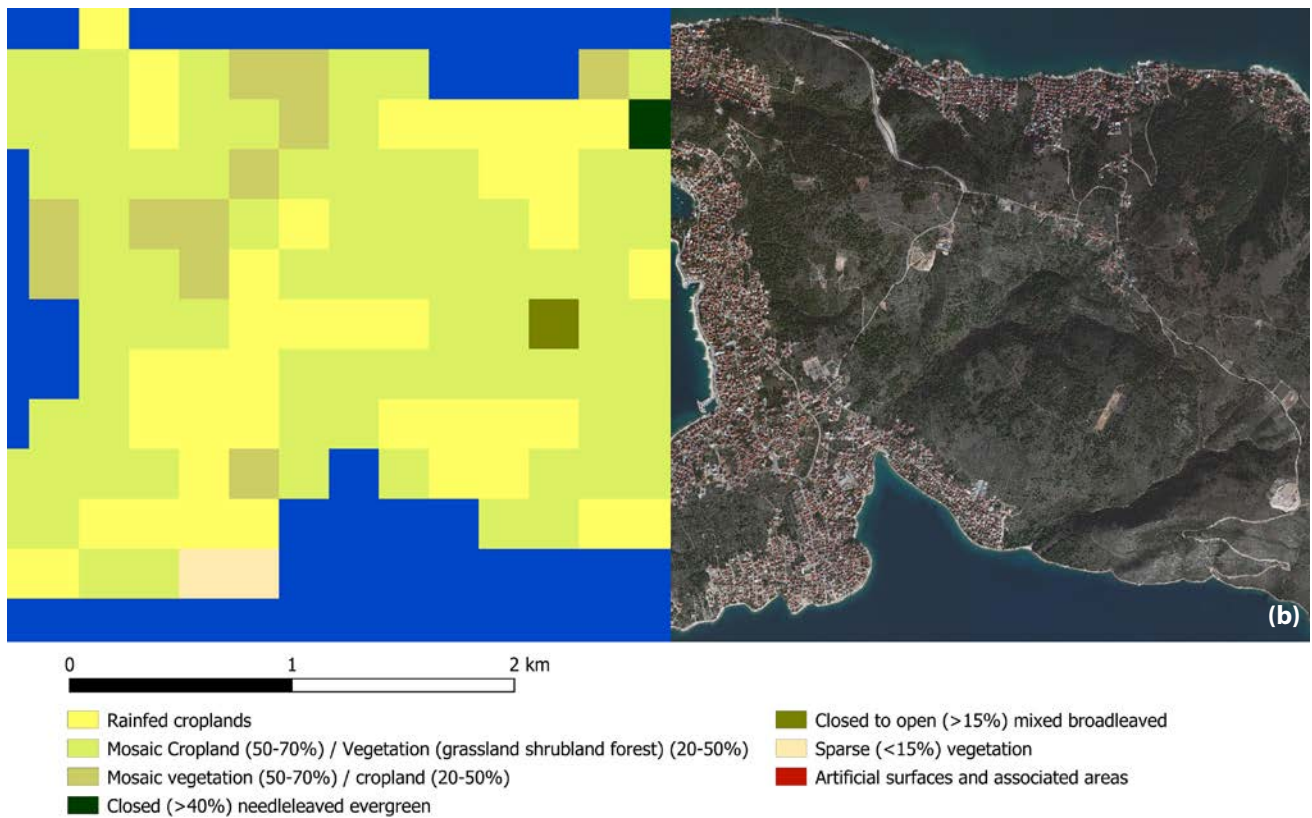 (b)
0 1 2 km
Rainfed croplands
Mosaic Cropland (50-70%) / Vegetation (grassland shrubland forest) (20-50%)
Mosaic vegetation (50-70%) / cropland (20-50%)
Closed (>40%) needleleaved evergreen
Closed to open (>15%) mixed broadleaved
Sparse (<15%) vegetation
Artificial surfaces and associated areas